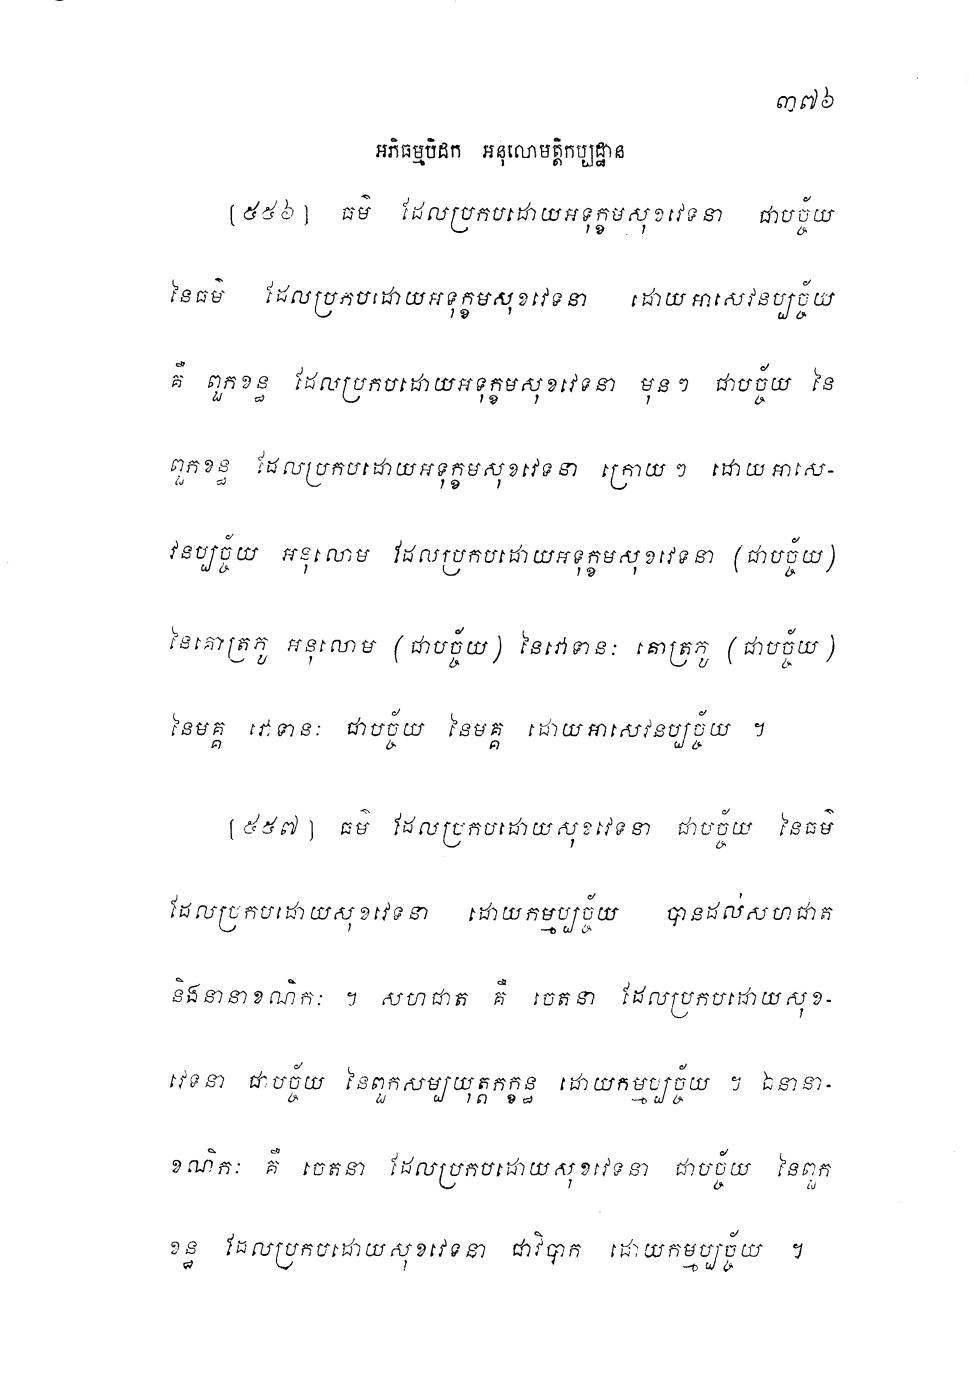 ៣៧៦
អភិធម្មបិដក អនុលោមត្តិកប្បដ្ឋាន
[៥៥៦] ធម៌ ដែលប្រកបដោយអទុក្ខមសុខវេទនា ជាបច្ច័យ
នៃធម៌ ដែលប្រកបដោយអទុក្ខមសុខវេទនា ដោយអាសេវនប្បច្ច័យ
គឺ ពួកខន្ធ ដែលប្រកបដោយអទុក្ខមសុខវេទនា មុនៗ ជាបច្ច័យ នៃ
ពួកខន្ធ ដែលប្រកបដោយអទុក្ខមសុខវេទនា ក្រោយៗ ដោយអាសេ-
វនប្បច្ច័យ អនុលោម ដែលប្រកបដោយអទុក្ខមសុខវេទនា (ជាបច្ច័យ)
នៃគោត្រភូ អនុលោម (ជាបច្ច័យ) នៃវោទានៈ គោត្រភូ (ជាបច្ច័យ)
នៃមគ្គ វោទានៈ ជាបច្ច័យ នៃមគ្គ ដោយអាសេវនប្បច្ច័យ ។
[៥៥៧] ធម៌ ដែលប្រកបដោយសុខវេទនា ជាបច្ច័យ នៃធម៌
ដែលប្រកបដោយសុខវេទនា ដោយកម្មប្បច្ច័យ បានដល់សហជាត
និងនានាខណិកៈ ។ សហជាត គឺ ចេតនា ដែលប្រកបដោយសុខ-
វេទនា ជាបច្ច័យ នៃពួកសម្បយុត្តកក្ខន្ធ ដោយកម្មប្បច្ច័យ ។ ឯនានា-
ខណិកៈ គឺ ចេតនា ដែលប្រកបដោយសុខវេទនា ជាបច្ច័យ នៃពួក
ខន្ធ ដែលប្រកបដោយសុខវេទនា ជាវិបាក ដោយកម្មប្បច្ច័យ ។